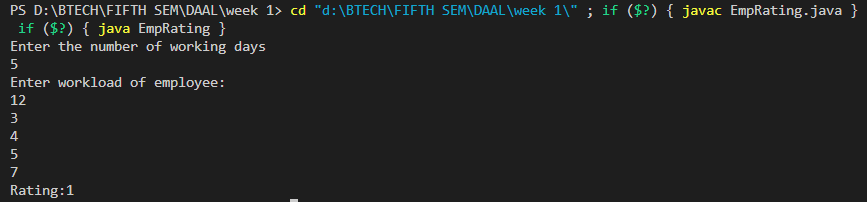 PS D:\BTECH\FIFTH SEM\DAAL\week 1> cd "d:\BTECH\FIFTH SEM\DAAL\week 1\" ; if ($?) { javac EmpRating.java }
if ($?) { java EmpRating }
Enter the number of working days
5
Enter workload of employee:
12
3
4
5
7
Rating:1